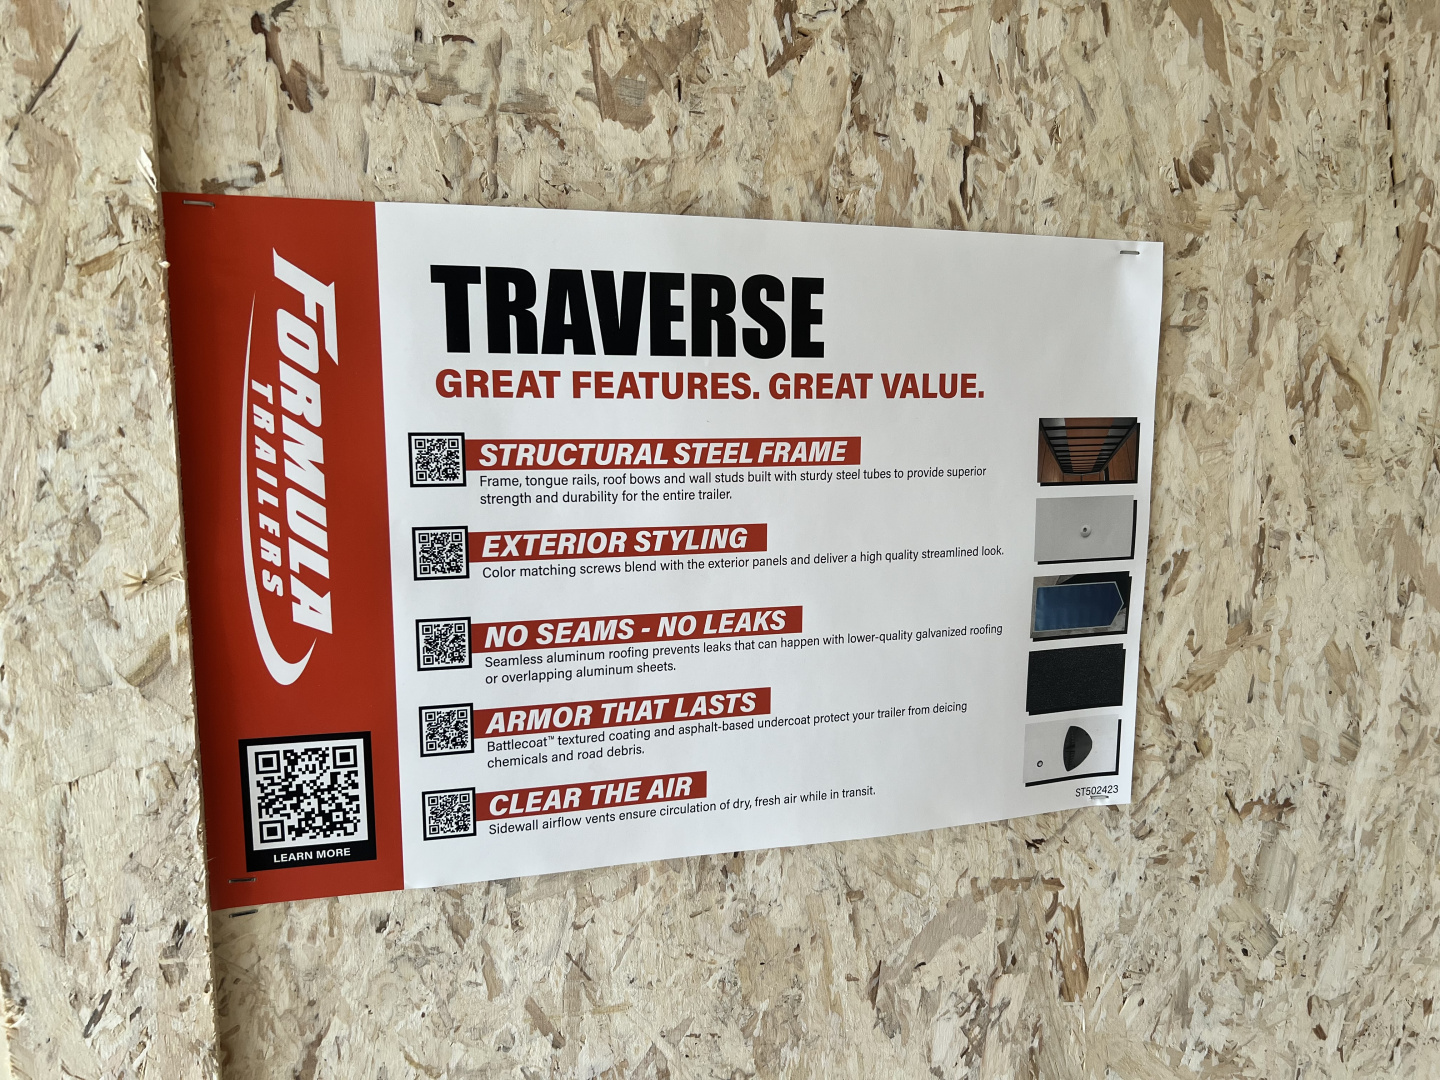 FORMULA
TRAILERS
LEARN MORE
TRAVERSE
GREAT FEATURES. GREAT VALUE.
STRUCTURAL STEEL FRAME
Frame, tongue rails, roof bows and wall studs built with sturdy steel tubes to provide superior
strength and durability for the entire trailer.
EXTERIOR STYLING
Color matching screws blend with the exterior panels and deliver a high quality streamlined look.
NO SEAMS - NO LEAKS
Seamless aluminum roofing prevents leaks that can happen with lower-quality galvanized roofing
or overlapping aluminum sheets.
ARMOR THAT LASTS
Battlecoat™ textured coating and asphalt-based undercoat protect your trailer from deicing
chemicals and road debris.
CLEAR THE AIR
Sidewall airflow vents ensure circulation of dry, fresh air while in transit.
ST502423